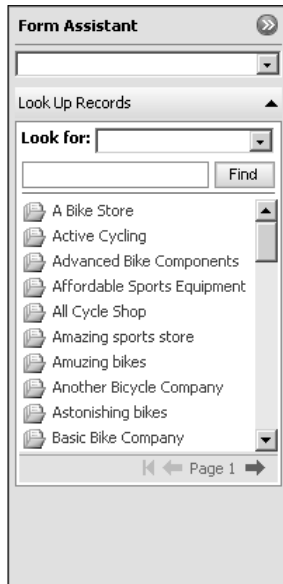 Form Assistant
Look Up Records
Look for:
Find
A Bike Store
Active Cycling
Advanced Bike Components
Affordable Sports Equipment
All Cycle Shop
Amazing sports store
Amuzing bikes
Another Bicycle Company
Astonishing bikes
Basic Bike Company
Page 1